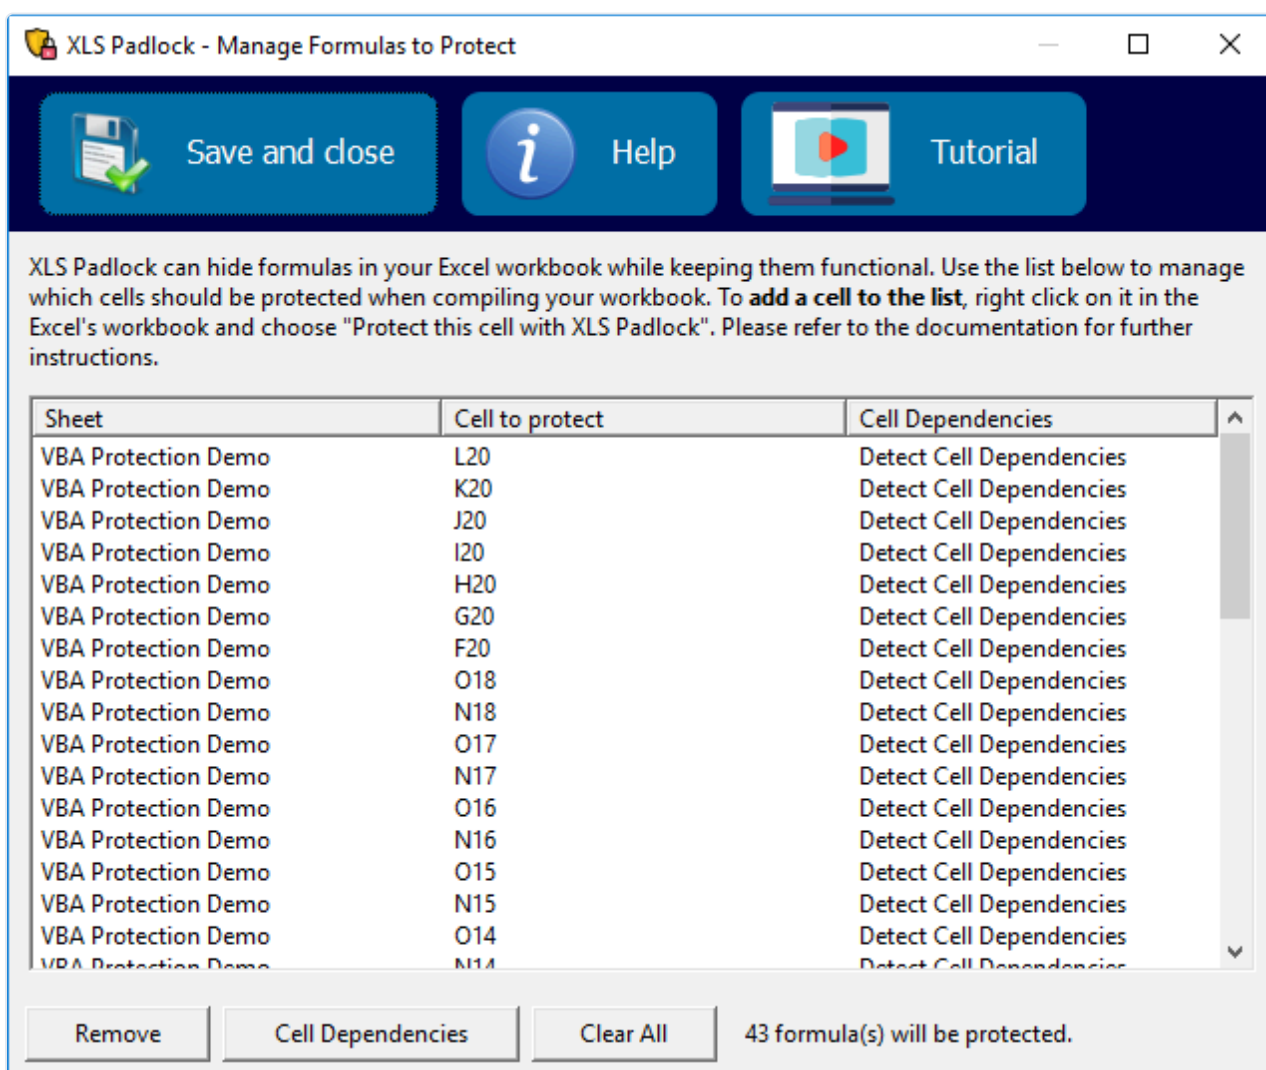 XLS Padlock - Manage Formulas to Protect
Save and close Help Tutorial
XLS Padlock can hide formulas in your Excel workbook while keeping them functional. Use the list below to manage
which cells should be protected when compiling your workbook. To add a cell to the list, right click on it in the
Excel's workbook and choose "Protect this cell with XLS Padlock". Please refer to the documentation for further
instructions.
Sheet Cell to protect Cell Dependencies
VBA Protection Demo L20 Detect Cell Dependencies
VBA Protection Demo K20 Detect Cell Dependencies
VBA Protection Demo J20 Detect Cell Dependencies
VBA Protection Demo I20 Detect Cell Dependencies
VBA Protection Demo H20 Detect Cell Dependencies
VBA Protection Demo G20 Detect Cell Dependencies
VBA Protection Demo F20 Detect Cell Dependencies
VBA Protection Demo O18 Detect Cell Dependencies
VBA Protection Demo N18 Detect Cell Dependencies
VBA Protection Demo O17 Detect Cell Dependencies
VBA Protection Demo N17 Detect Cell Dependencies
VBA Protection Demo O16 Detect Cell Dependencies
VBA Protection Demo N16 Detect Cell Dependencies
VBA Protection Demo O15 Detect Cell Dependencies
VBA Protection Demo N15 Detect Cell Dependencies
VBA Protection Demo O14 Detect Cell Dependencies
VBA Protection Demo N14 Detect Cell Dependencies
Remove Cell Dependencies Clear All 43 formula(s) will be protected.